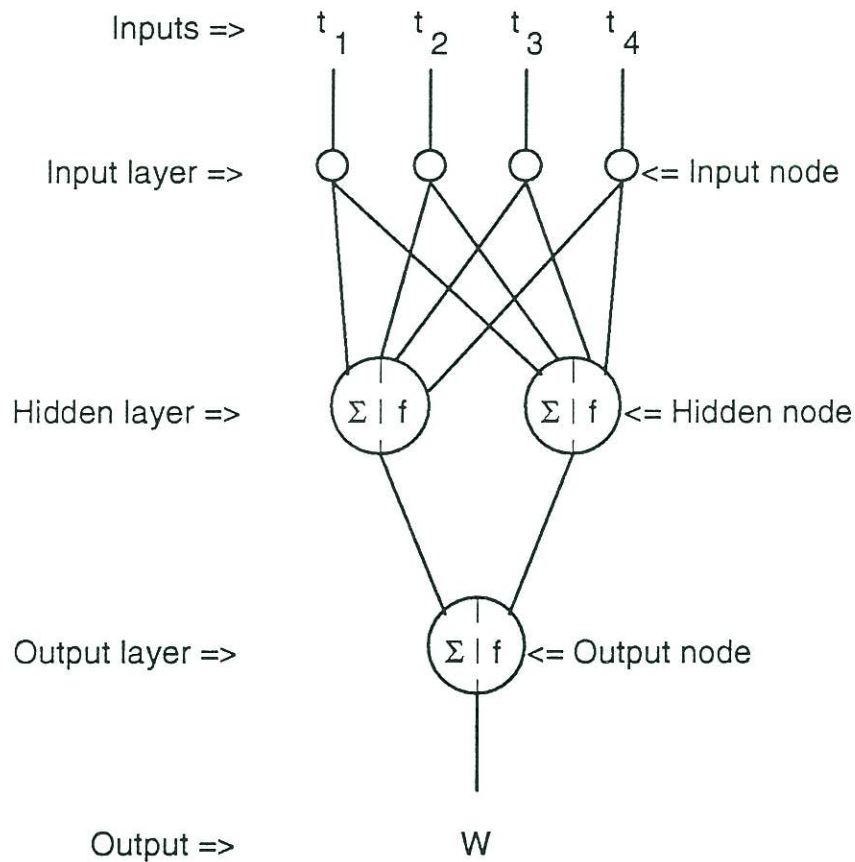 Inputs => t1 t2 t3 t4
Input layer => <= Input node
Hidden layer => Σ | f Σ | f <= Hidden node
Output layer => Σ | f <= Output node
Output => W